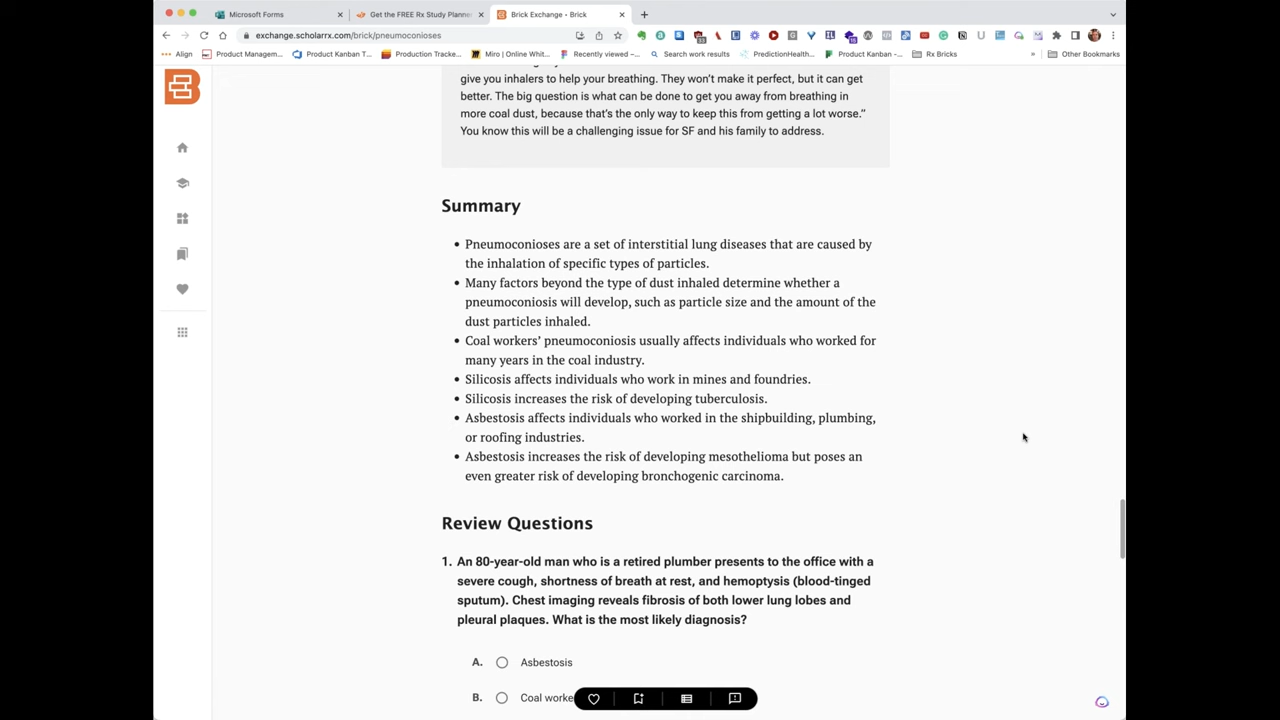 Microsoft Forms
Get the FREE Rx Study Planne
Brick Exchange - Brick
exchange.scholarrx.com/brick/pneumoconioses
Align
Product Managem...
Product Kanban T...
Production Tracke...
Miro | Online Whit...
Recently viewed –...
Search work results
PredictionHealth...
Product Kanban -...
Rx Bricks
»
Other Bookmarks
give you inhalers to help your breathing. They won't make it perfect, but it can get
better. The big question is what can be done to get you away from breathing in
more coal dust, because that's the only way to keep this from getting a lot worse."
You know this will be a challenging issue for SF and his family to address.
Summary
• Pneumoconioses are a set of interstitial lung diseases that are caused by
the inhalation of specific types of particles.
• Many factors beyond the type of dust inhaled determine whether a
pneumoconiosis will develop, such as particle size and the amount of the
dust particles inhaled.
• Coal workers' pneumoconiosis usually affects individuals who worked for
many years in the coal industry.
• Silicosis affects individuals who work in mines and foundries.
• Silicosis increases the risk of developing tuberculosis.
• Asbestosis affects individuals who worked in the shipbuilding, plumbing,
or roofing industries.
• Asbestosis increases the risk of developing mesothelioma but poses an
even greater risk of developing bronchogenic carcinoma.
Review Questions
1. An 80-year-old man who is a retired plumber presents to the office with a
severe cough, shortness of breath at rest, and hemoptysis (blood-tinged
sputum). Chest imaging reveals fibrosis of both lower lung lobes and
pleural plaques. What is the most likely diagnosis?
A. Asbestosis
B. Coal worke